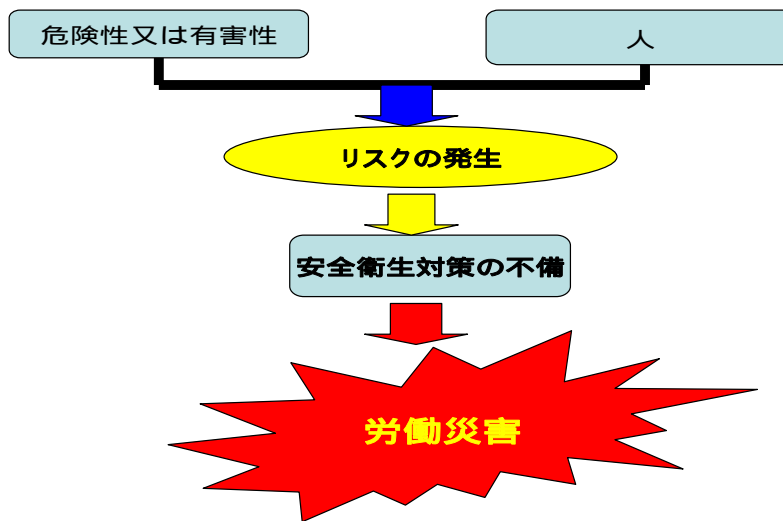 危険性又は有害性
人
リスクの発生
安全衛生対策の不備
労働災害